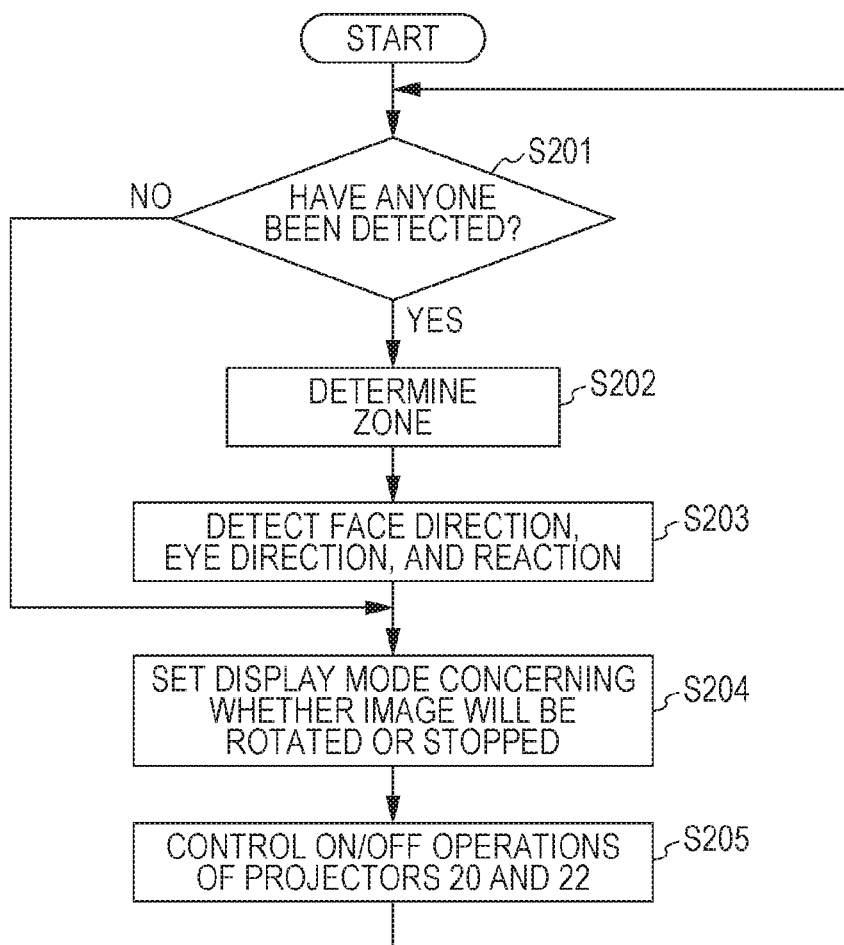 START
S201
NO
HAVE ANYONE
BEEN DETECTED?
YES
S202
DETERMINE
ZONE
S203
DETECT FACE DIRECTION,
EYE DIRECTION, AND REACTION
SET DISPLAY MODE CONCERNING
WHETHER IMAGE WILL BE
ROTATED OR STOPPED
S204
CONTROL ON/OFF OPERATIONS
OF PROJECTORS 20 AND 22
S205